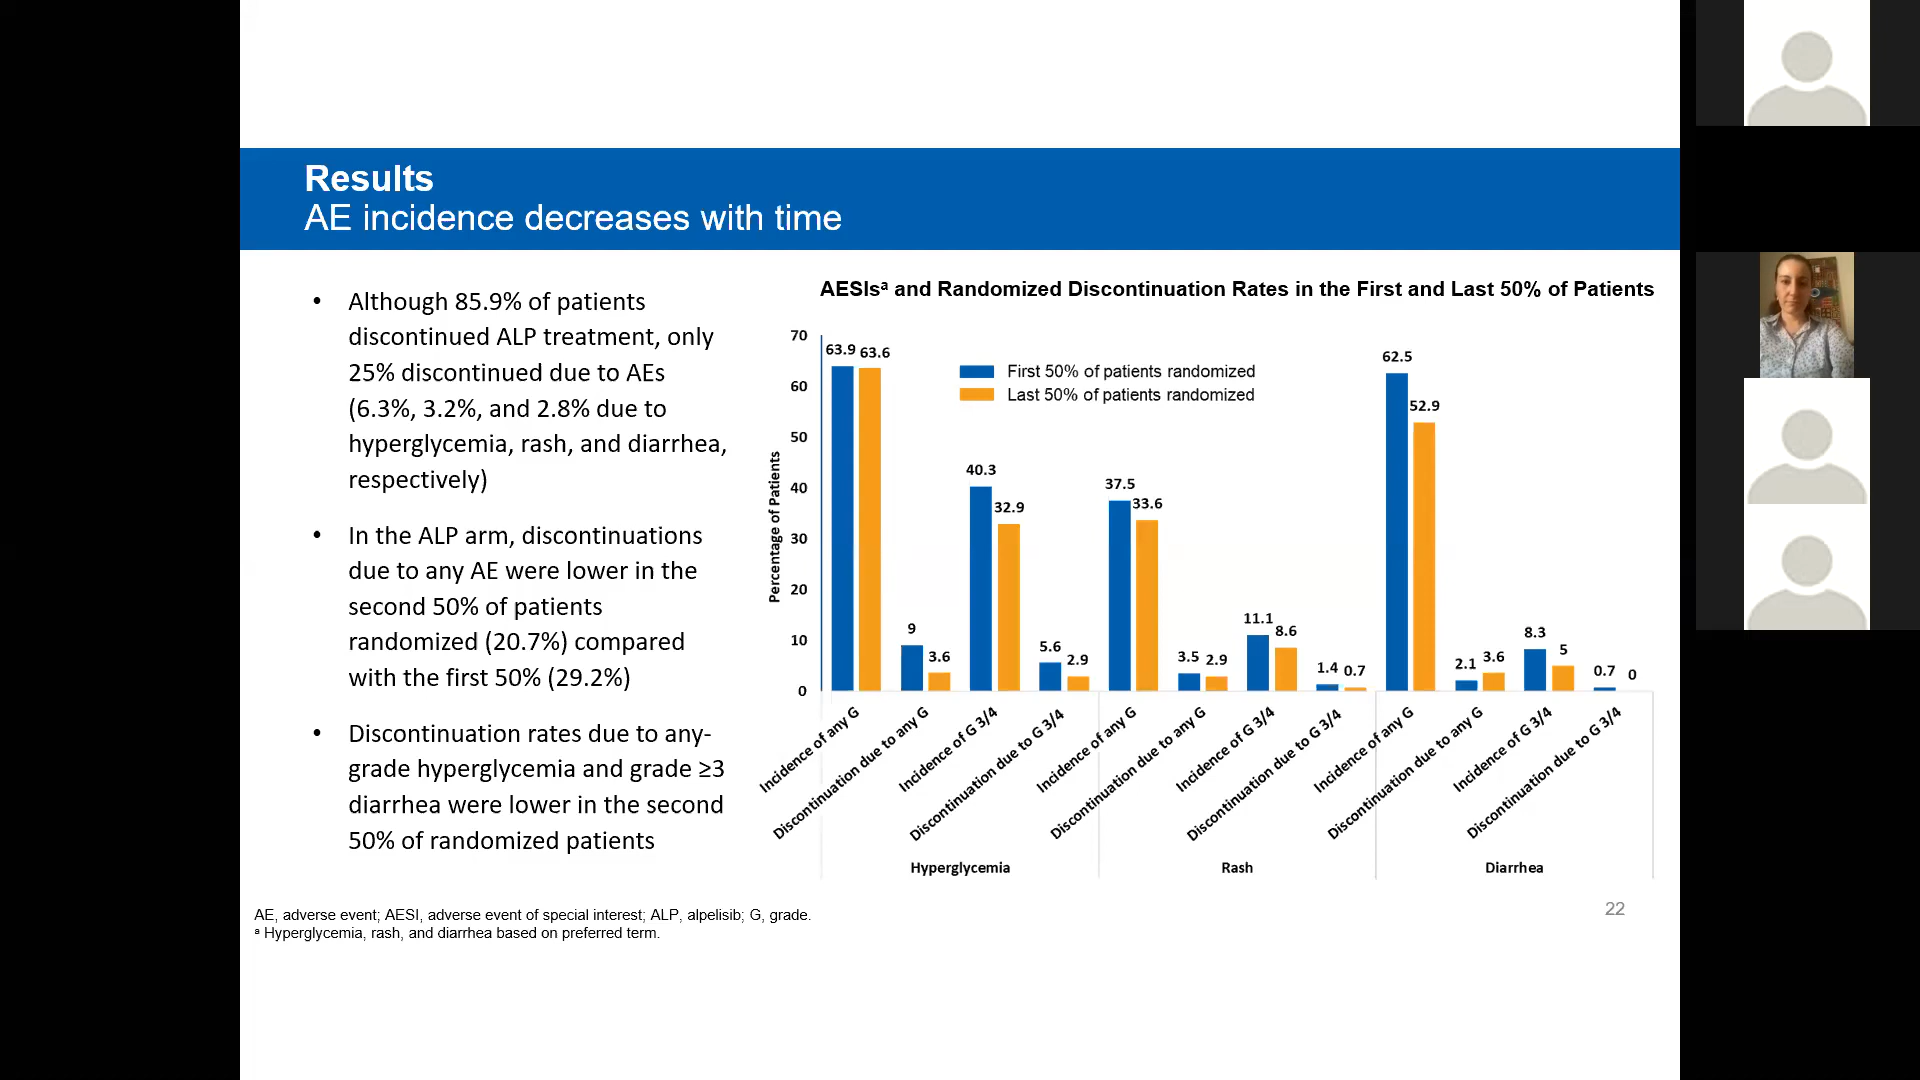 Results
AE incidence decreases with time
• Although 85.9% of patients
discontinued ALP treatment, only
25% discontinued due to AEs
(6.3%, 3.2%, and 2.8% due to
hyperglycemia, rash, and diarrhea,
respectively)
• In the ALP arm, discontinuations
due to any AE were lower in the
second 50% of patients
randomized (20.7%) compared
with the first 50% (29.2%)
• Discontinuation rates due to any-
grade hyperglycemia and grade ≥3
diarrhea were lower in the second
50% of randomized patients
AESIsᵃ and Randomized Discontinuation Rates in the First and Last 50% of Patients
First 50% of patients randomized
Last 50% of patients randomized
Percentage of Patients
70
60
50
40
30
20
10
0
63.9 63.6
9 3.6
40.3 32.9
5.6 2.9
37.5 33.6
3.5 2.9
11.1 8.6
1.4 0.7
62.5 52.9
2.1 3.6
8.3 5
0.7 0
Incidence of any G
Discontinuation due to any G
Incidence of G 3/4
Discontinuation due to G 3/4
Incidence of any G
Discontinuation due to any G
Incidence of G 3/4
Discontinuation due to G 3/4
Incidence of any G
Discontinuation due to any G
Incidence of G 3/4
Discontinuation due to G 3/4
Hyperglycemia
Rash
Diarrhea
AE, adverse event; AESI, adverse event of special interest; ALP, alpelisib; G, grade.
ᵃ Hyperglycemia, rash, and diarrhea based on preferred term.
22